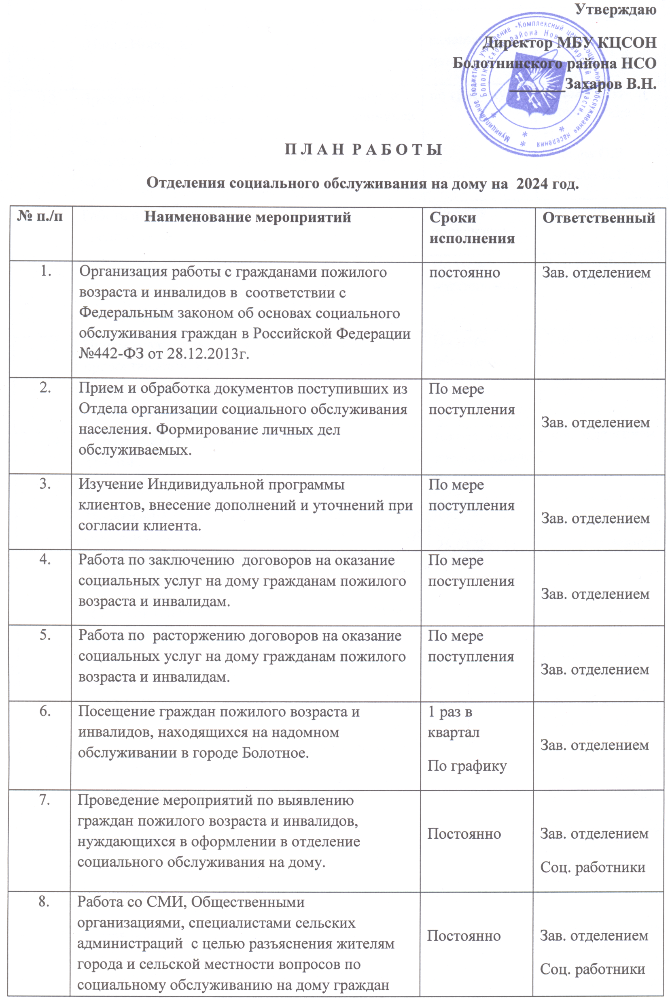 Утверждаю
Директор МБУ КЦСОН
Болотнинского района НСО
_______Захаров В.Н.
Муниципальное бюджетное учреждение «Комплексный центр социального обслуживания населения
Болотнинского района Новосибирской области»
П Л А Н Р А Б О Т Ы
Отделения социального обслуживания на дому на 2024 год.
№ п./п
Наименование мероприятий
Сроки
исполнения
Ответственный
1.
Организация работы с гражданами пожилого
возраста и инвалидов в соответствии с
Федеральным законом об основах социального
обслуживания граждан в Российской Федерации
№442-ФЗ от 28.12.2013г.
постоянно
Зав. отделением
2.
Прием и обработка документов поступивших из
Отдела организации социального обслуживания
населения. Формирование личных дел
обслуживаемых.
По мере
поступления
Зав. отделением
3.
Изучение Индивидуальной программы
клиентов, внесение дополнений и уточнений при
согласии клиента.
По мере
поступления
Зав. отделением
4.
Работа по заключению договоров на оказание
социальных услуг на дому гражданам пожилого
возраста и инвалидам.
По мере
поступления
Зав. отделением
5.
Работа по расторжению договоров на оказание
социальных услуг на дому гражданам пожилого
возраста и инвалидам.
По мере
поступления
Зав. отделением
6.
Посещение граждан пожилого возраста и
инвалидов, находящихся на надомном
обслуживании в городе Болотное.
1 раз в
квартал
По графику
Зав. отделением
7.
Проведение мероприятий по выявлению
граждан пожилого возраста и инвалидов,
нуждающихся в оформлении в отделение
социального обслуживания на дому.
Постоянно
Зав. отделением
Соц. работники
8.
Работа со СМИ, Общественными
организациями, специалистами сельских
администраций с целью разъяснения жителям
города и сельской местности вопросов по
социальному обслуживанию на дому граждан
Постоянно
Зав. отделением
Соц. работники